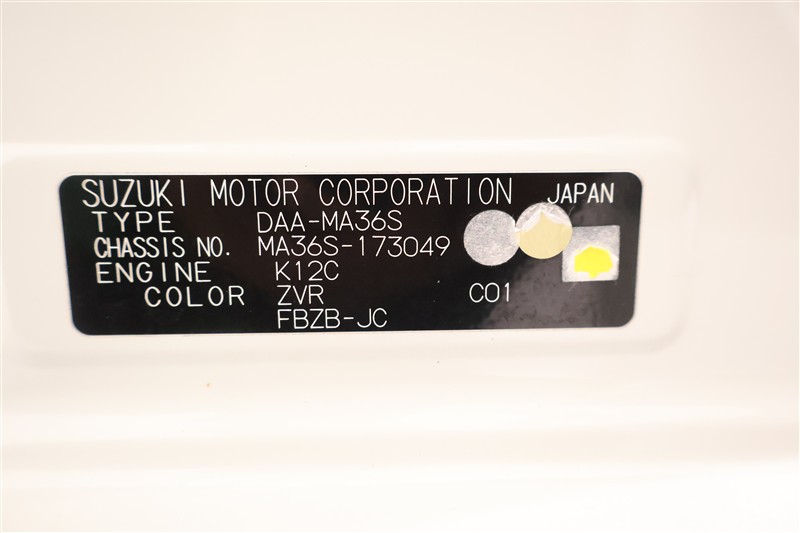 SUZUKI MOTOR CORPORATION JAPAN
TYPE DAA-MA36S
CHASSIS NO. MA36S-173049
ENGINE K12C
COLOR ZVR C01
FBZB-JC